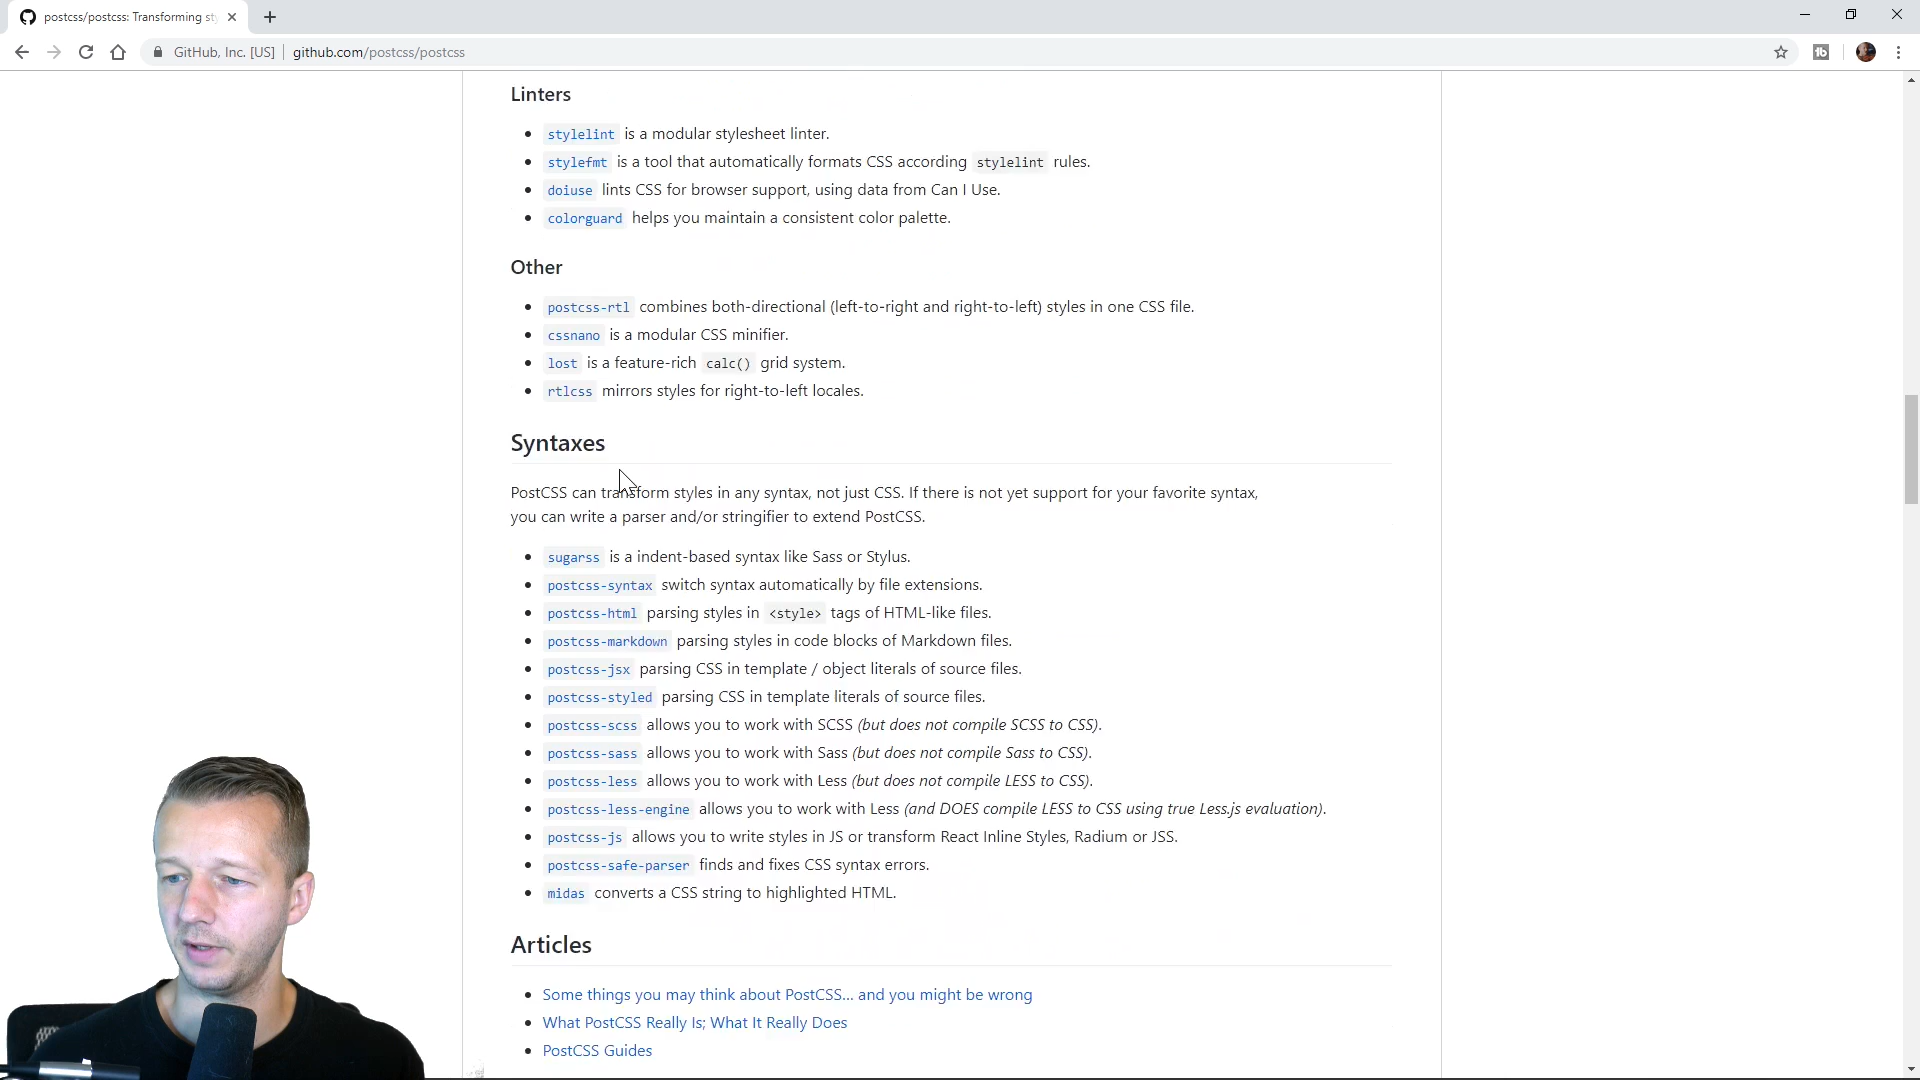 postcss/postcss: Transforming st
GitHub, Inc. [US] | github.com/postcss/postcss
Linters
stylelint is a modular stylesheet linter.
stylefmt is a tool that automatically formats CSS according stylelint rules.
doiuse lints CSS for browser support, using data from Can I Use.
colorguard helps you maintain a consistent color palette.
Other
postcss-rtl combines both-directional (left-to-right and right-to-left) styles in one CSS file.
cssnano is a modular CSS minifier.
lost is a feature-rich calc() grid system.
rtlcss mirrors styles for right-to-left locales.
Syntaxes
PostCSS can transform styles in any syntax, not just CSS. If there is not yet support for your favorite syntax,
you can write a parser and/or stringifier to extend PostCSS.
sugarss is a indent-based syntax like Sass or Stylus.
postcss-syntax switch syntax automatically by file extensions.
postcss-html parsing styles in <style> tags of HTML-like files.
postcss-markdown parsing styles in code blocks of Markdown files.
postcss-jsx parsing CSS in template / object literals of source files.
postcss-styled parsing CSS in template literals of source files.
postcss-scss allows you to work with SCSS (but does not compile SCSS to CSS).
postcss-sass allows you to work with Sass (but does not compile Sass to CSS).
postcss-less allows you to work with Less (but does not compile LESS to CSS).
postcss-less-engine allows you to work with Less (and DOES compile LESS to CSS using true Less.js evaluation).
postcss-js allows you to write styles in JS or transform React Inline Styles, Radium or JSS.
postcss-safe-parser finds and fixes CSS syntax errors.
midas converts a CSS string to highlighted HTML.
Articles
Some things you may think about PostCSS… and you might be wrong
What PostCSS Really Is; What It Really Does
PostCSS Guides